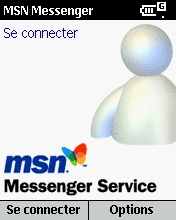 MSN Messenger
Se connecter
msn
Messenger Service
Se connecter Options